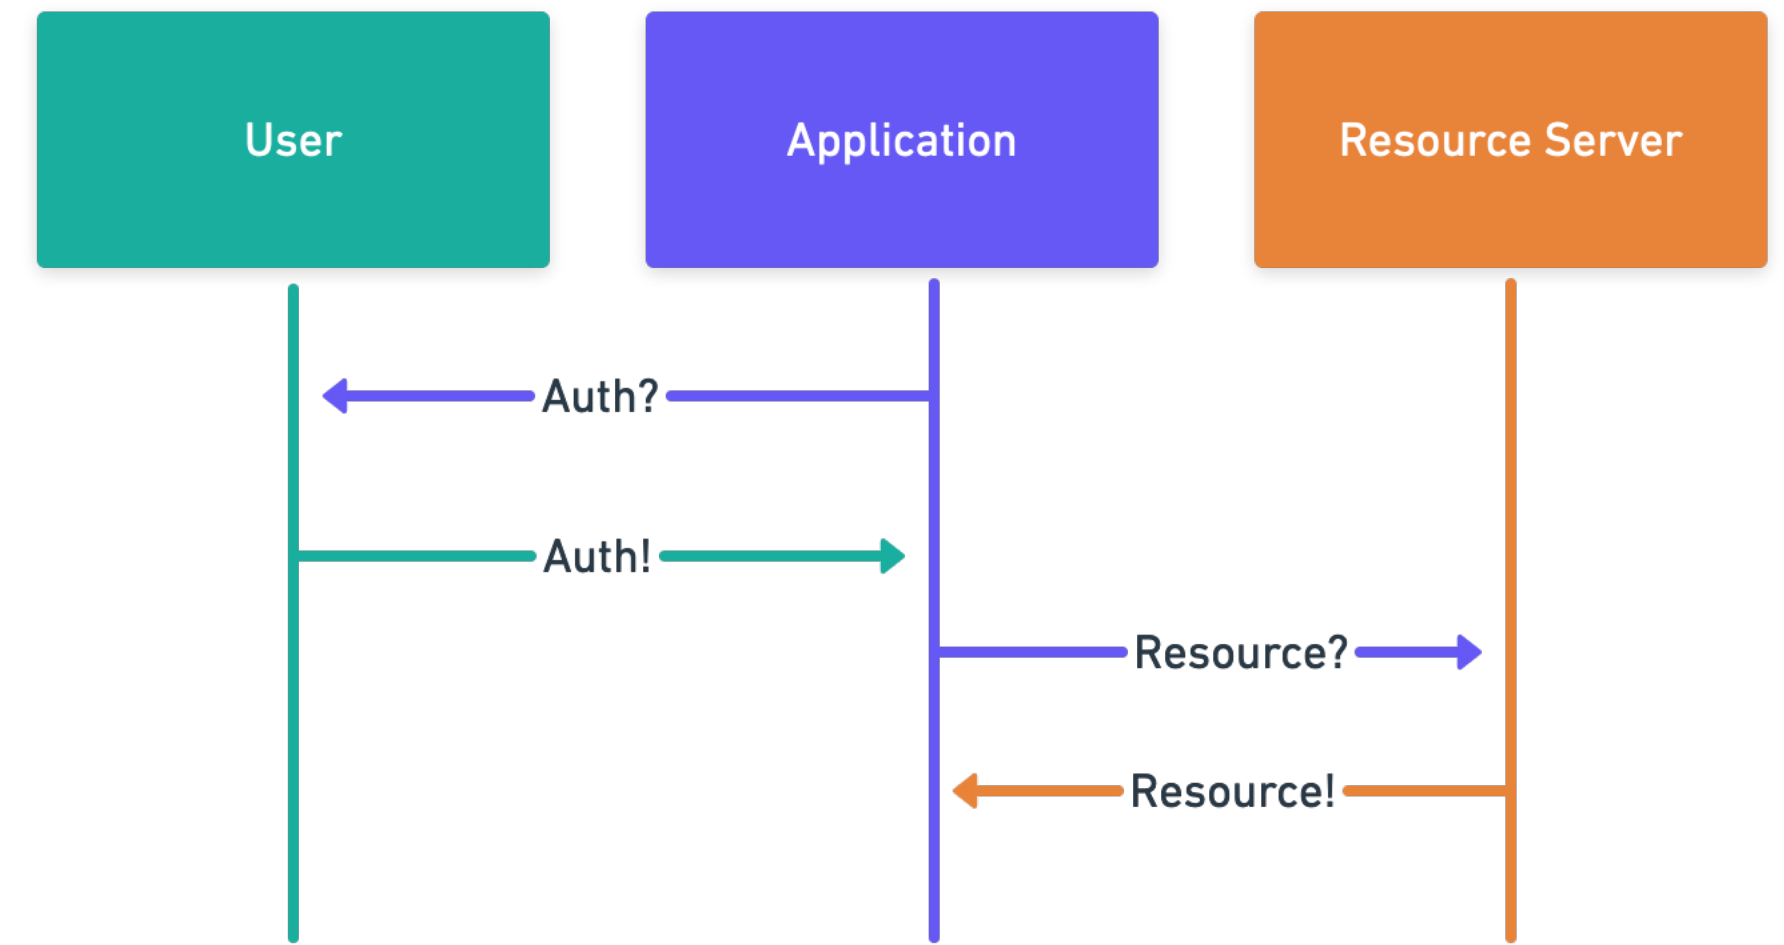 User
Application
Resource Server
Auth?
Auth!
Resource?
Resource!